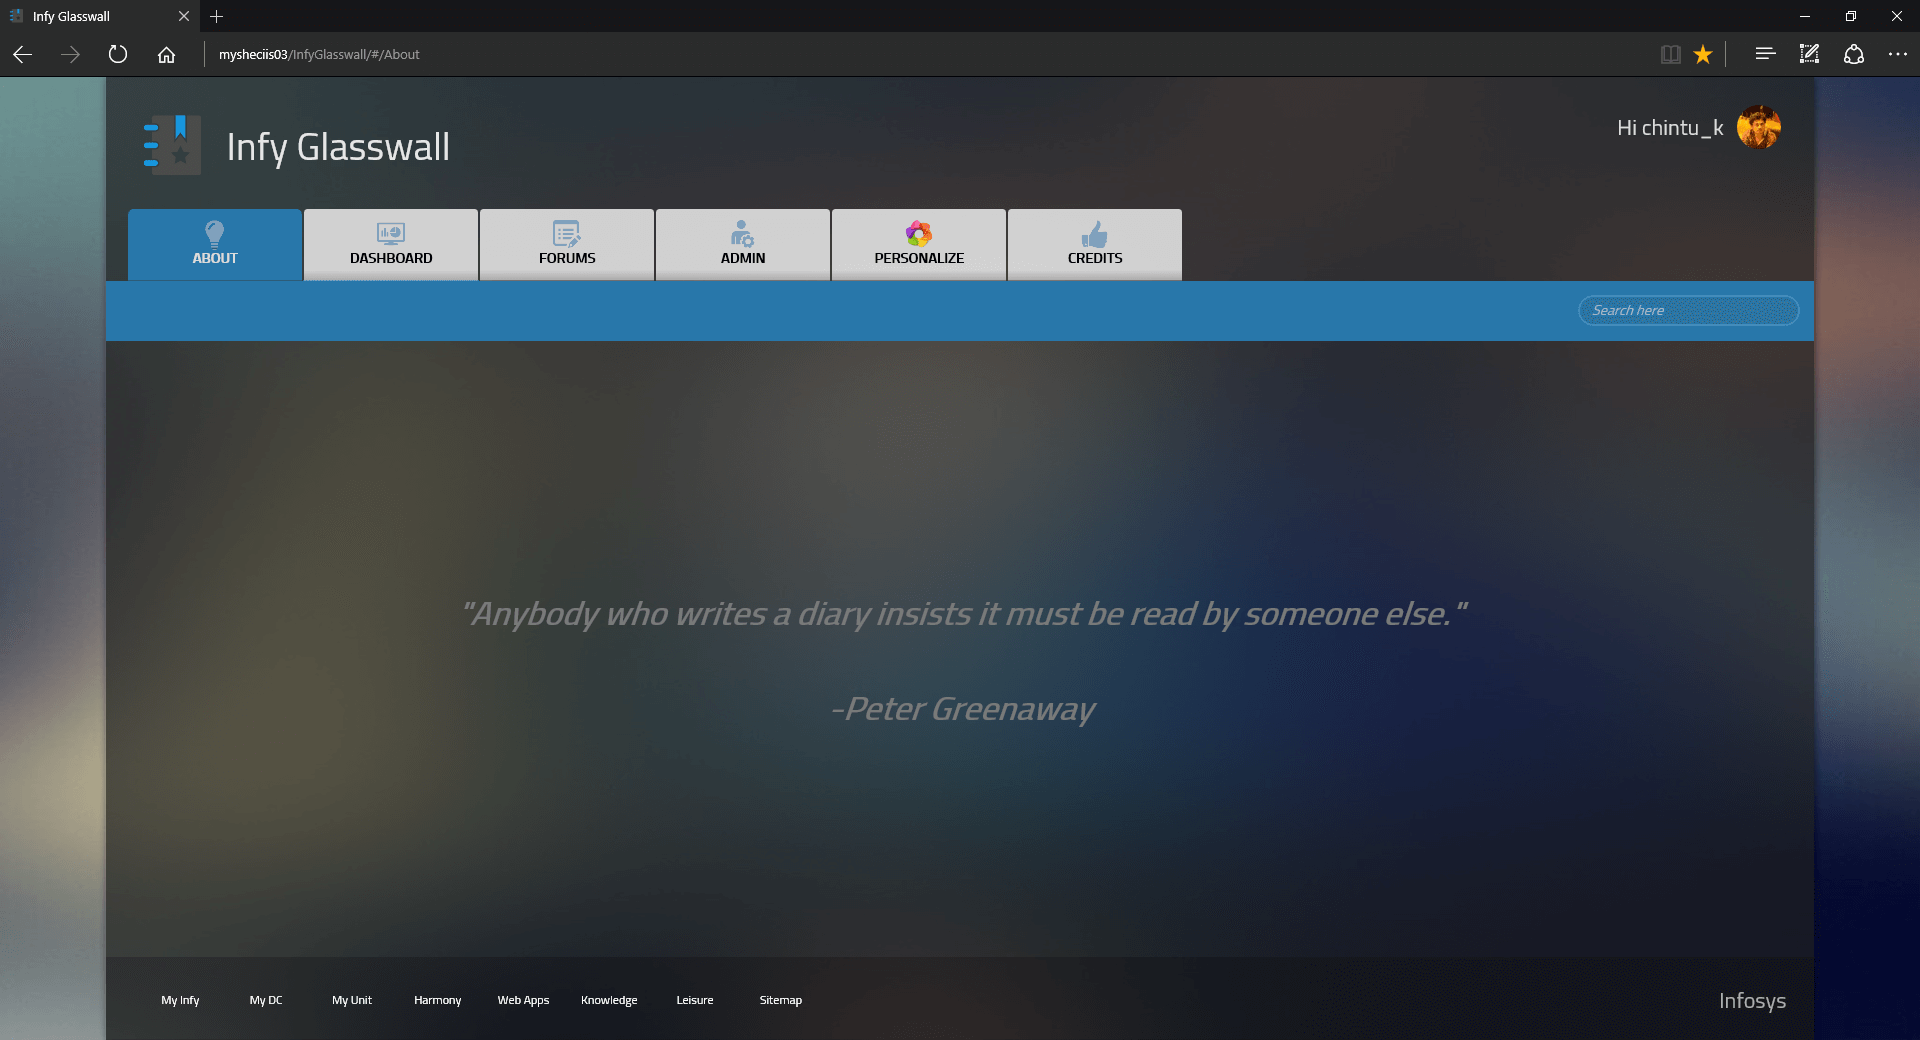 Infy Glasswall
mysheciis03/InfyGlasswall/#/About
Infy Glasswall
Hi chintu_k
ABOUT
DASHBOARD
FORUMS
ADMIN
PERSONALIZE
CREDITS
Search here
"Anybody who writes a diary insists it must be read by someone else."
-Peter Greenaway
My Infy
My DC
My Unit
Harmony
Web Apps
Knowledge
Leisure
Sitemap
Infosys